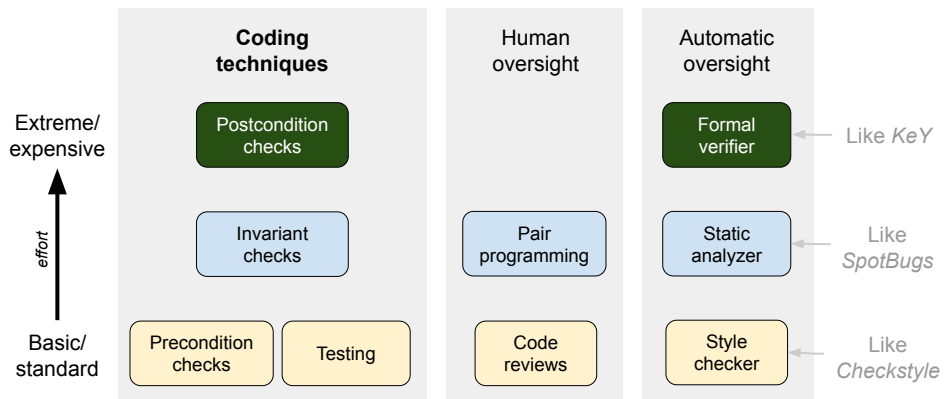 Coding
techniques
Human
oversight
Automatic
oversight
Extreme/
expensive
Postcondition
checks
Formal
verifier
Like KeY
effort
Invariant
checks
Pair
programming
Static
analyzer
Like
SpotBugs
Basic/
standard
Precondition
checks
Testing
Code
reviews
Style
checker
Like
Checkstyle